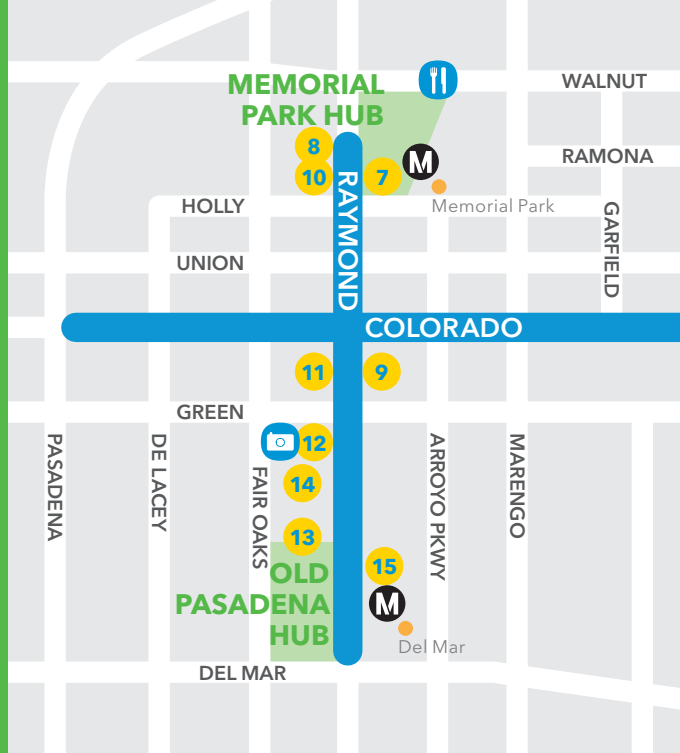 WALNUT
MEMORIAL
PARK HUB
8
RAMONA
M
10
7
RAYMOND
HOLLY
Memorial Park
GARFIELD
UNION
COLORADO
11
9
GREEN
12
PASADENA
DE LACEY
FAIR OAKS
ARROYO PKWY
MARENGO
14
13
15
OLD
PASADENA
HUB
M
Del Mar
DEL MAR